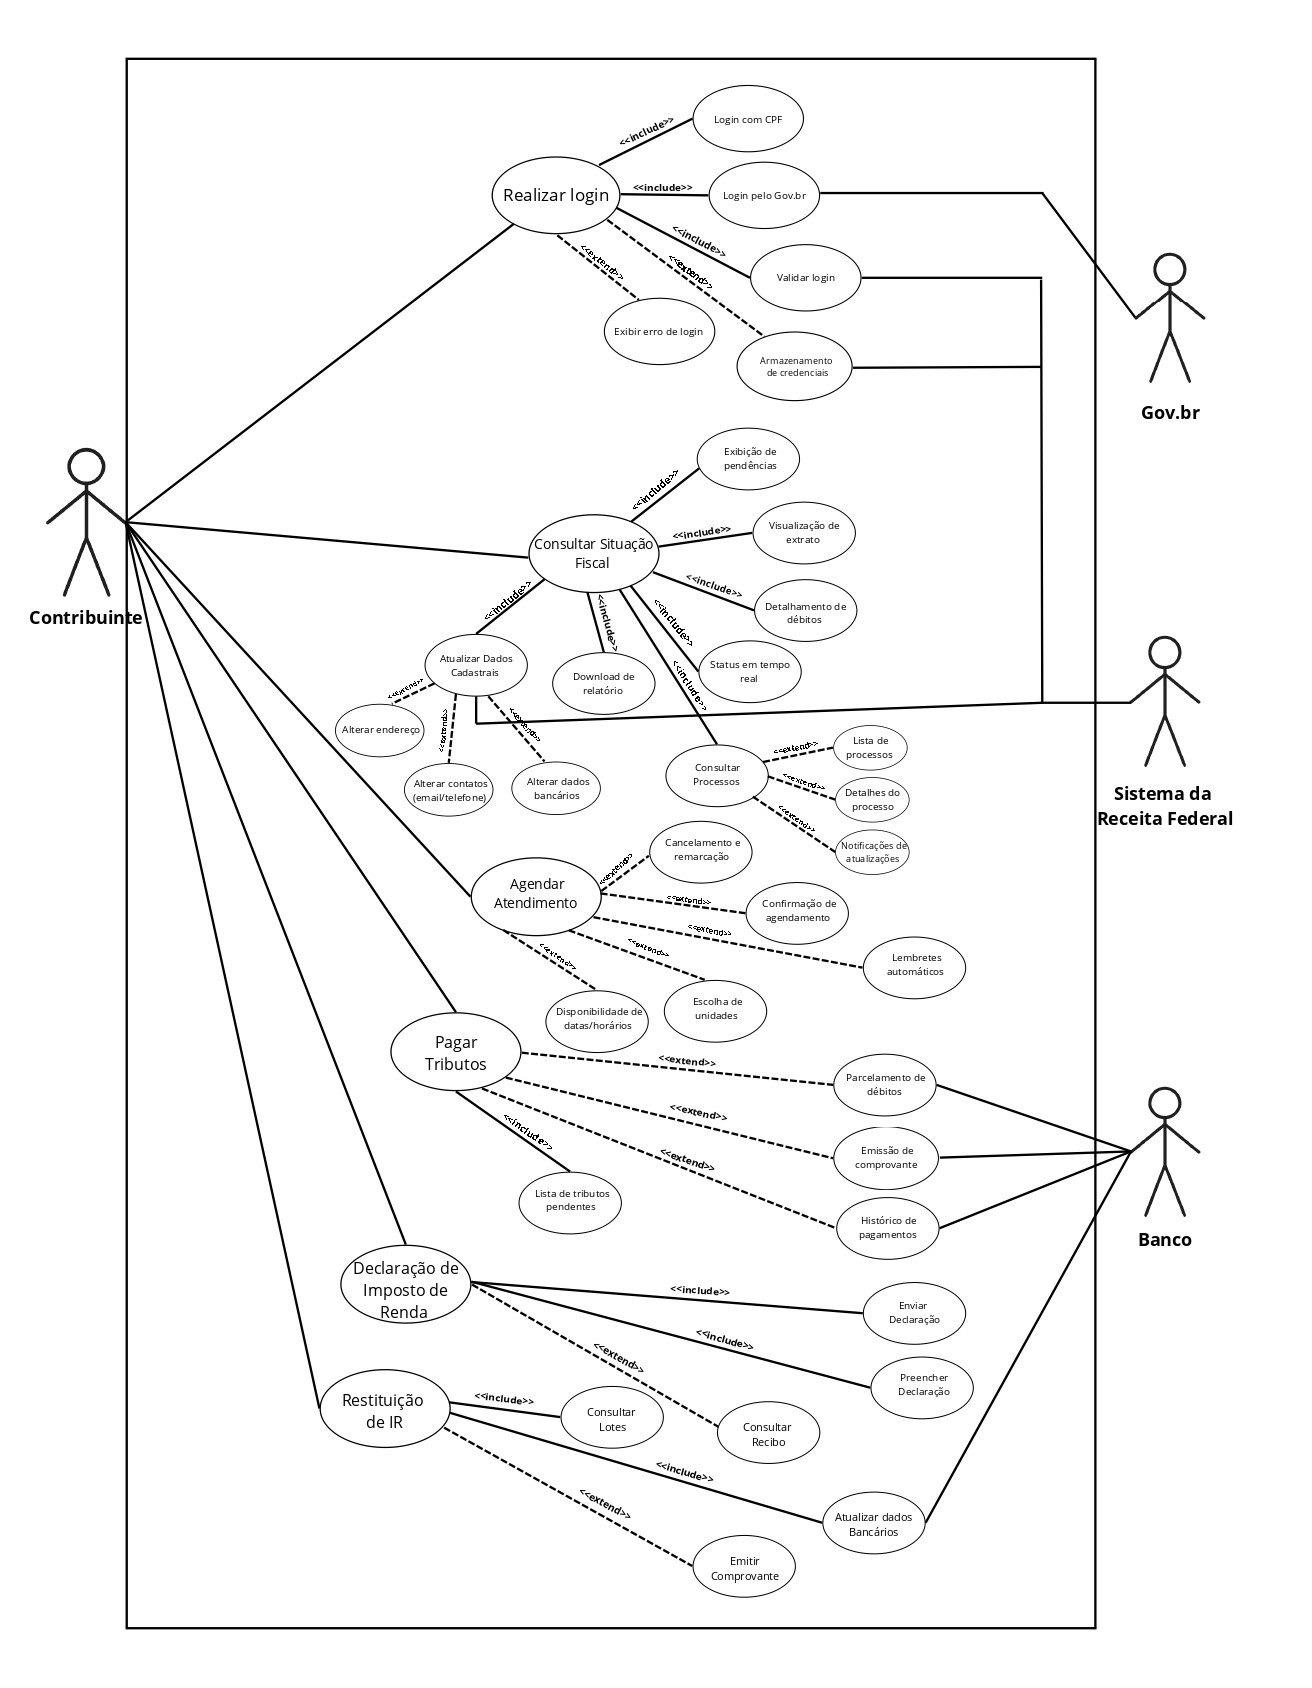 <<include>>
Login com CPF
Realizar login
<<include>>
Login pelo Gov.br
<<include>>
<<extend>>
<<extend>>
Validar login
Exibir erro de login
Armazenamento
de credenciais
Gov.br
Exibição de
pendências
<<include>>
Visualização de
extrato
<<include>>
Consultar Situação
Fiscal
<<include>>
Detalhamento de
débitos
<<include>>
<<include>>
<<include>>
Contribuinte
Atualizar Dados
Cadastrais
Status em tempo
real
<<include>>
Download de
relatório
<<extend>>
<<extend>>
<<extend>>
Alterar endereço
Lista de
processos
<<extend>>
Consultar
Processos
<<extend>>
Alterar contatos
(email/telefone)
Alterar dados
bancários
Detalhes do
processo
<<extend>>
Sistema da
Receita Federal
Notificações de
atualizações
Cancelamento e
remarcação
<<extend>>
Agendar
Atendimento
<<extend>>
Confirmação de
agendamento
<<extend>>
<<extend>>
<<extend>>
Lembretes
automáticos
Disponibilidade de
datas/horários
Escolha de
unidades
Pagar
Tributos
<<extend>>
Parcelamento de
débitos
<<extend>>
<<include>>
<<extend>>
Emissão de
comprovante
Lista de tributos
pendentes
Histórico de
pagamentos
Banco
Declaração de
Imposto de
Renda
<<include>>
Enviar
Declaração
<<include>>
<<extend>>
Preencher
Declaração
Restituição
de IR
<<include>>
Consultar
Lotes
Consultar
Recibo
<<include>>
<<extend>>
Atualizar dados
Bancários
Emitir
Comprovante